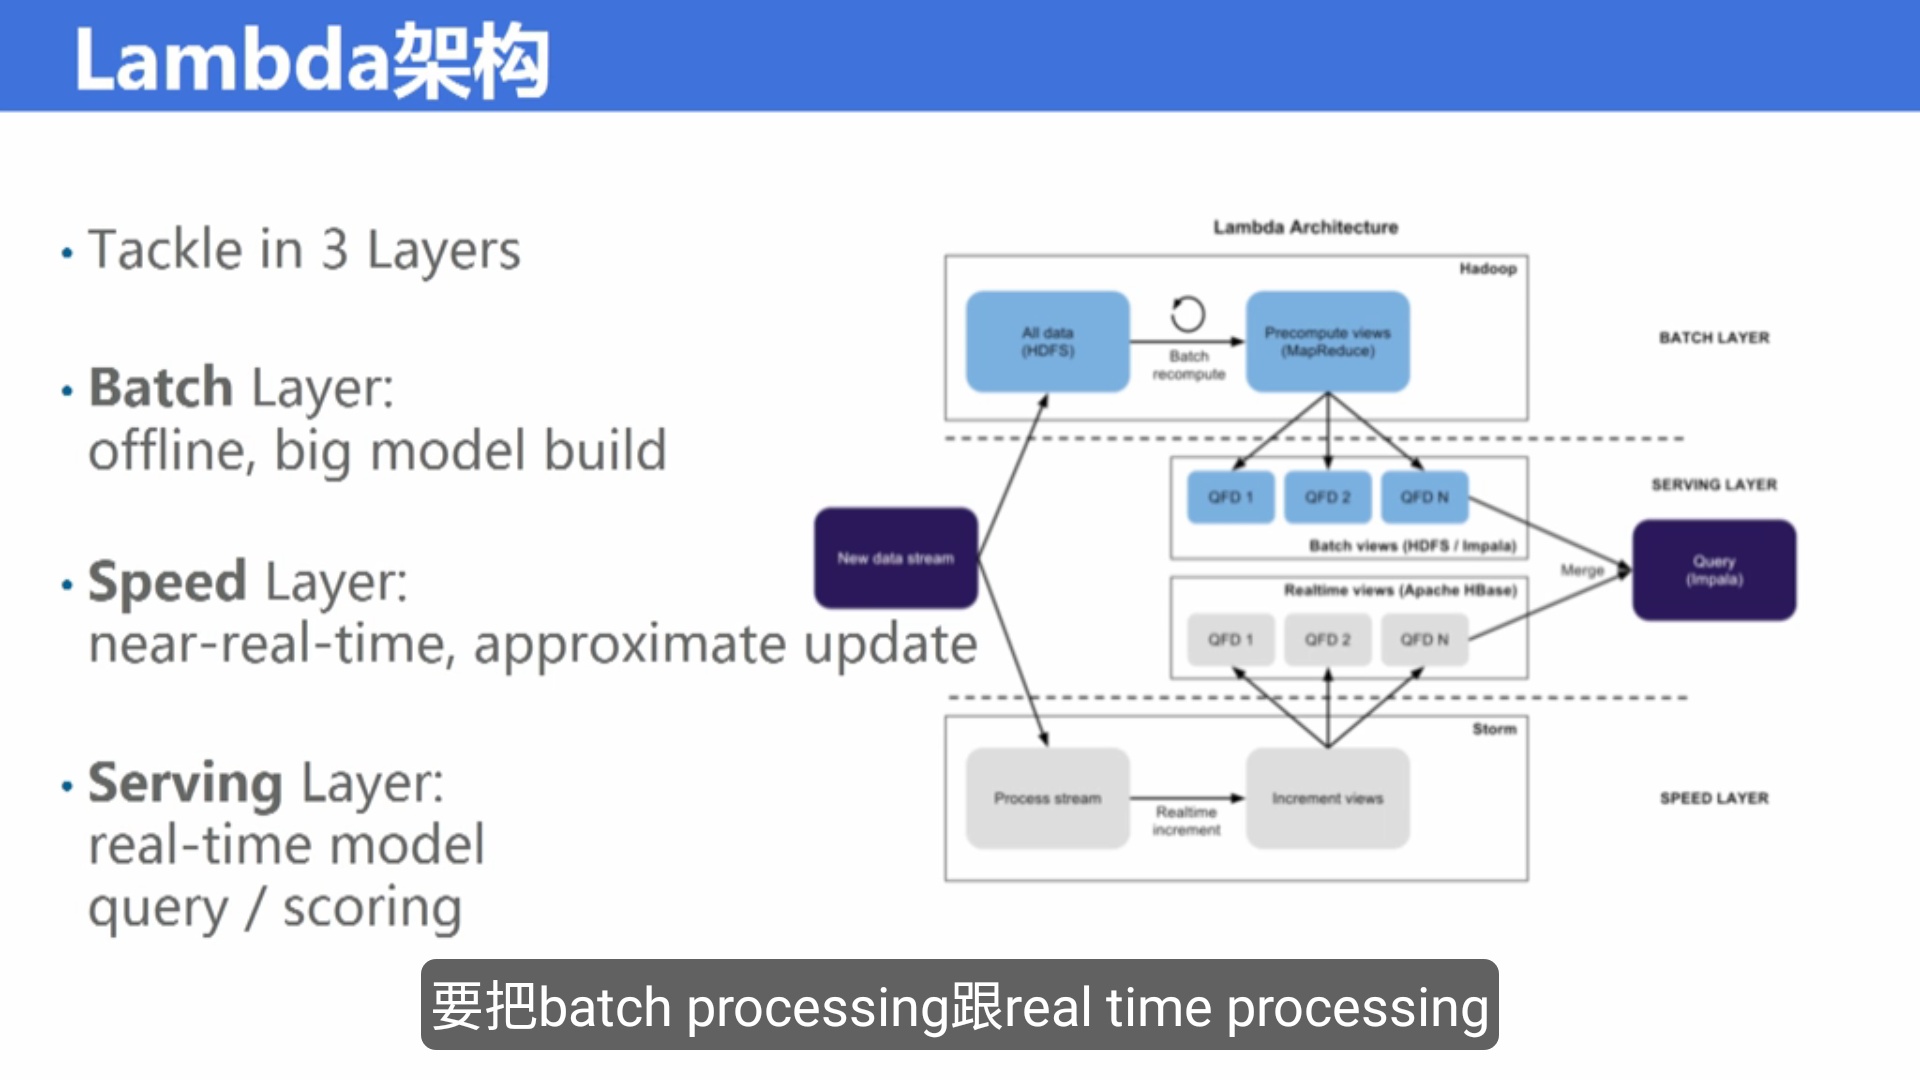 Lambda架构
• Tackle in 3 Layers
• Batch Layer:
offline, big model build
• Speed Layer:
near-real-time, approximate update
• Serving Layer:
real-time model
query / scoring
Lambda Architecture
Hadoop
All data
(HDFS)
Batch
recompute
Precompute views
(MapReduce)
BATCH LAYER
QFD 1
QFD 2
QFD N
Batch views (HDFS / Impala)
SERVING LAYER
New data stream
Merge
Query
(Impala)
Realtime views (Apache HBase)
QFD 1
QFD 2
QFD N
Storm
Process stream
Realtime
increment
Increment views
SPEED LAYER
要把batch processing跟real time processing